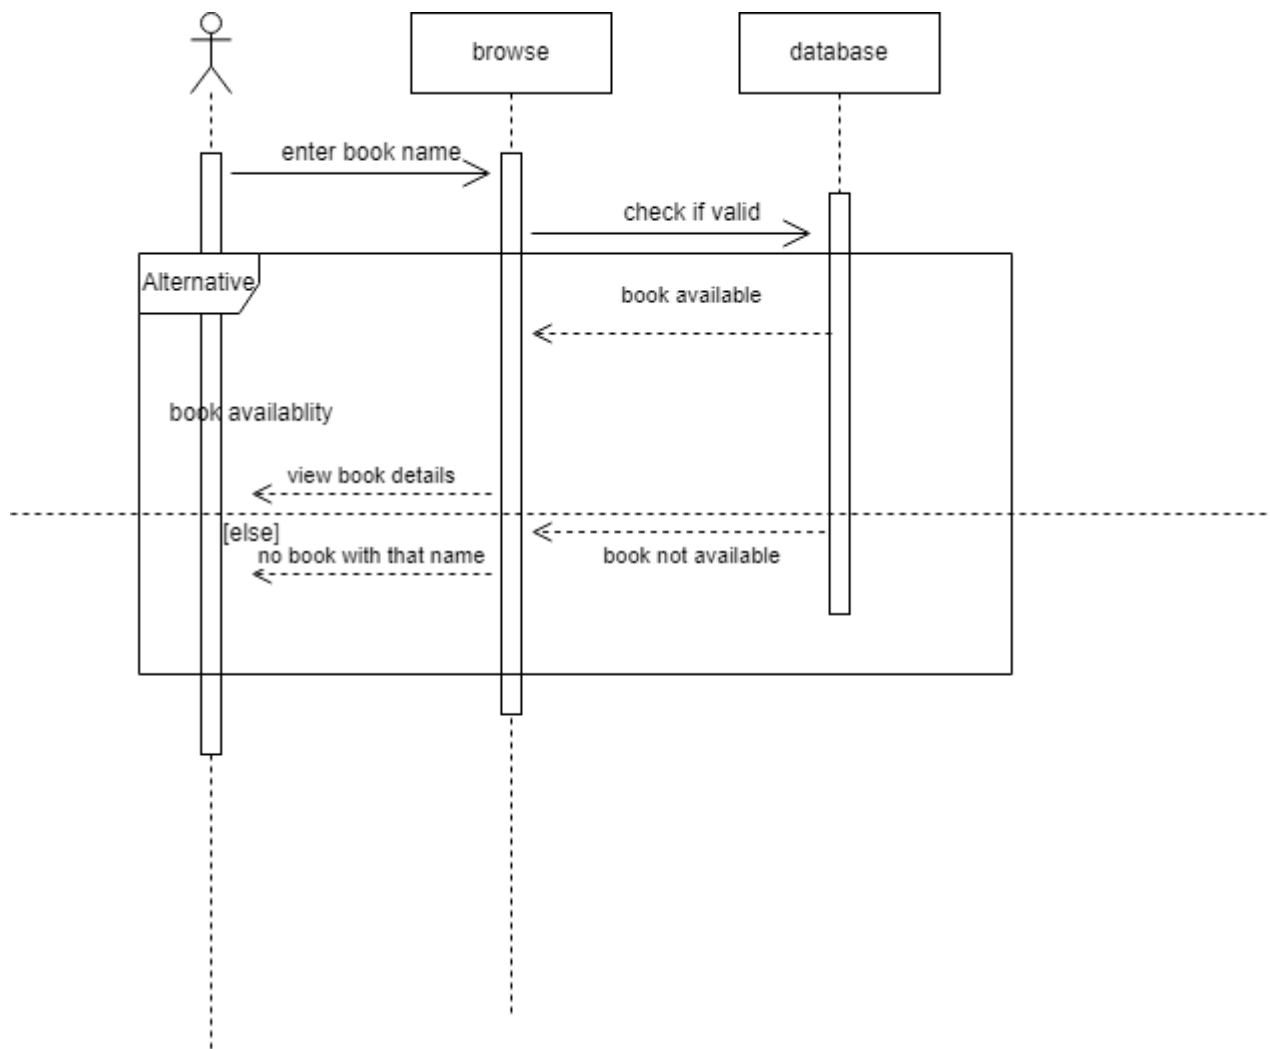 browse
database
enter book name
check if valid
Alternative
book available
book availablity
view book details
[else]
no book with that name
book not available